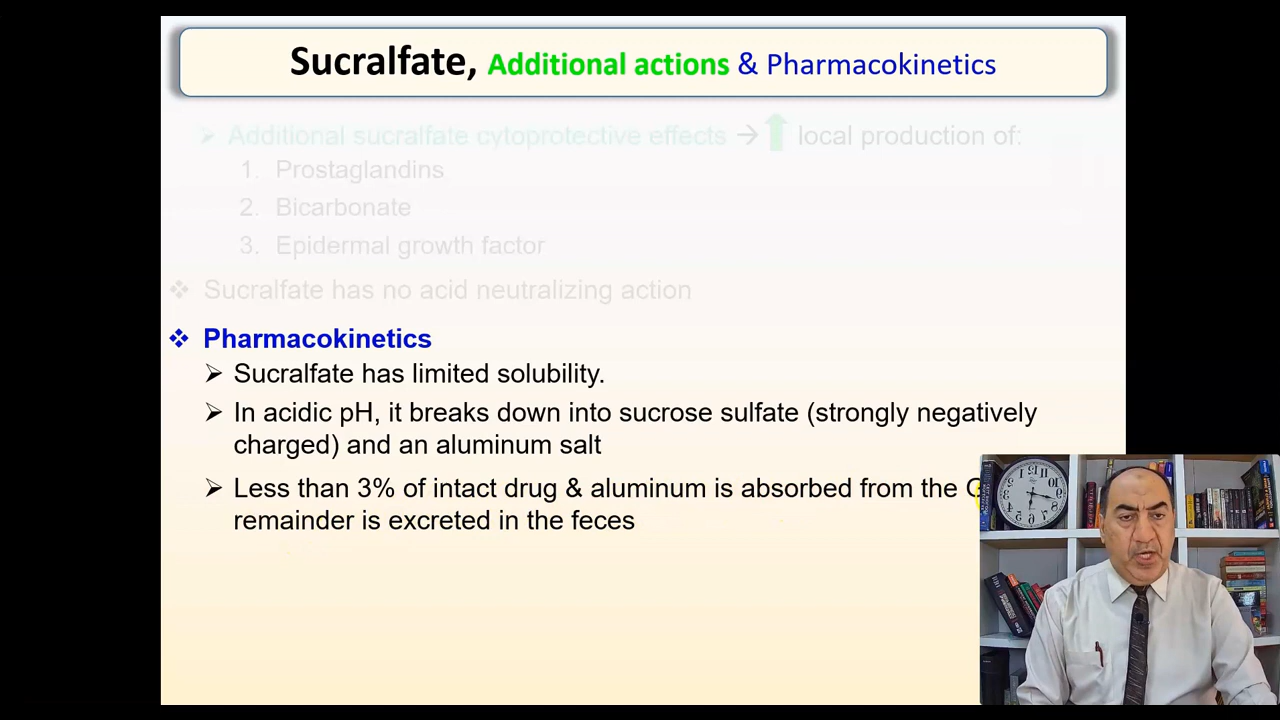 Sucralfate, Additional actions & Pharmacokinetics
➢ Additional sucralfate cytoprotective effects → ⬆ local production of:
1. Prostaglandins
2. Bicarbonate
3. Epidermal growth factor
❖ Sucralfate has no acid neutralizing action
❖ Pharmacokinetics
➢ Sucralfate has limited solubility.
➢ In acidic pH, it breaks down into sucrose sulfate (strongly negatively
charged) and an aluminum salt
➢ Less than 3% of intact drug & aluminum is absorbed from the
remainder is excreted in the feces